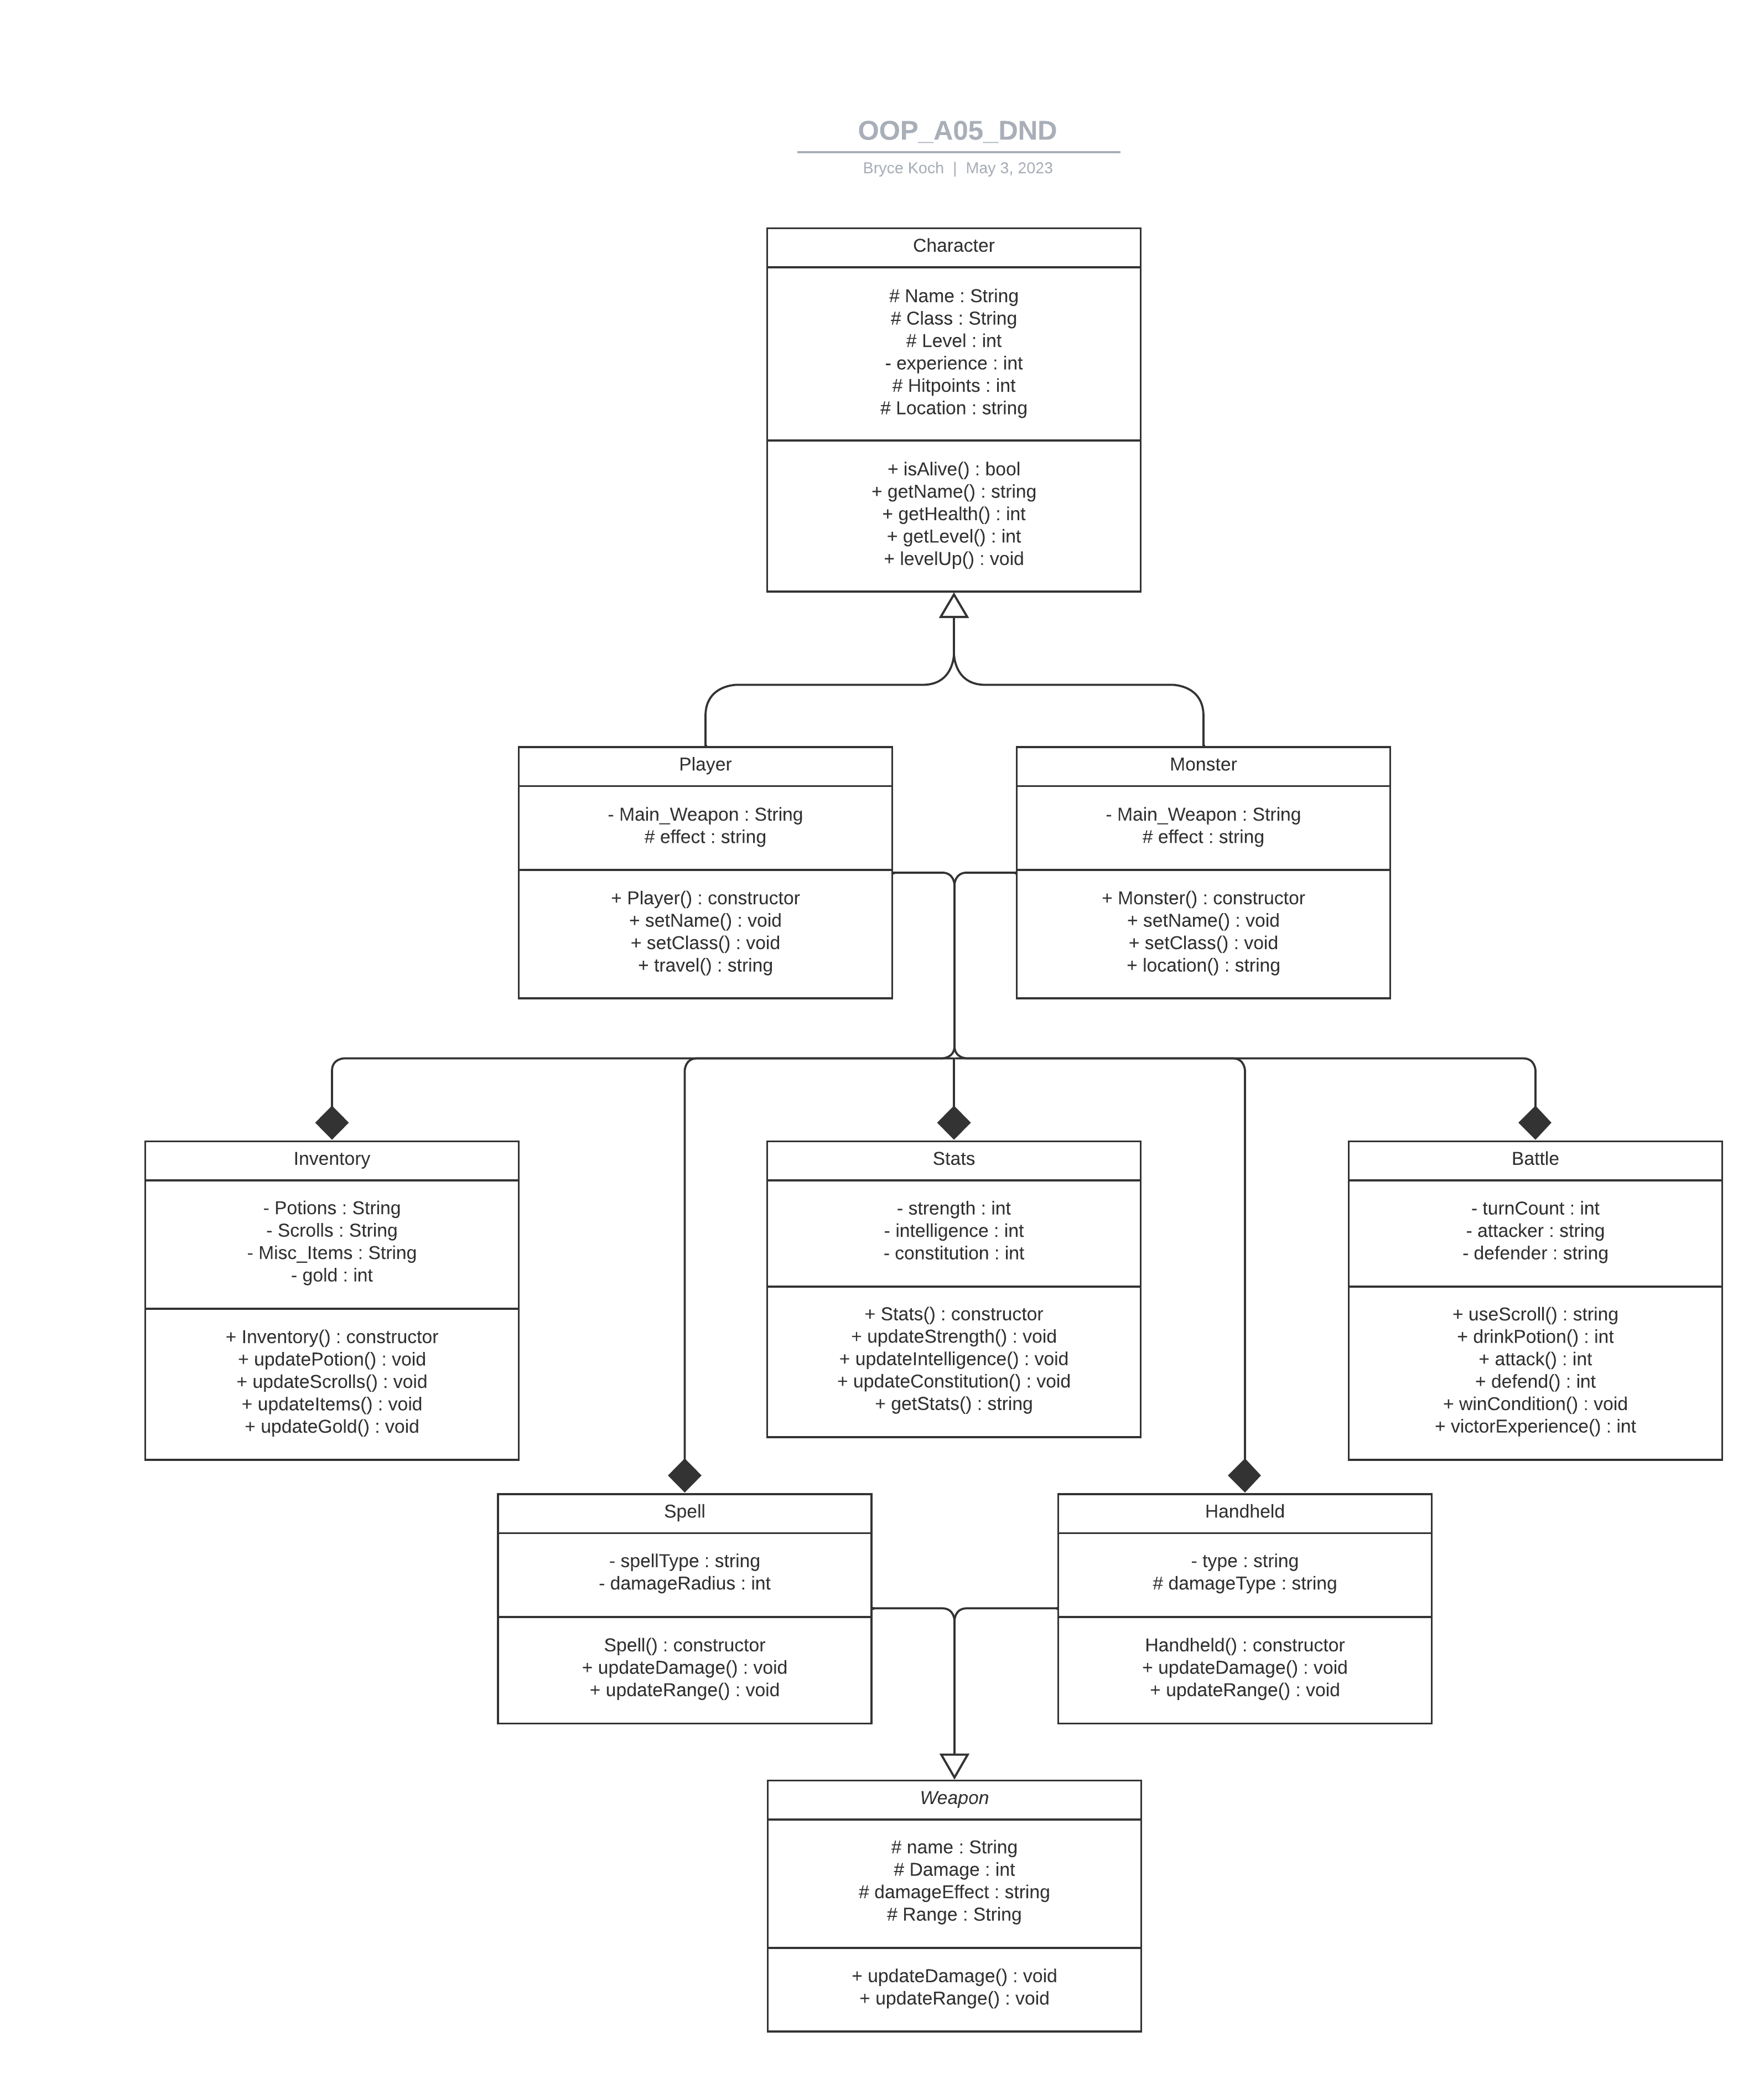 OOP_A05_DND
Bryce Koch | May 3, 2023
Character
# Name : String
# Class : String
# Level : int
- experience : int
# Hitpoints : int
# Location : string
+ isAlive() : bool
+ getName() : string
+ getHealth() : int
+ getLevel() : int
+ levelUp() : void
Player
- Main_Weapon : String
# effect : string
+ Player() : constructor
+ setName() : void
+ setClass() : void
+ travel() : string
Monster
- Main_Weapon : String
# effect : string
+ Monster() : constructor
+ setName() : void
+ setClass() : void
+ location() : string
Inventory
- Potions : String
- Scrolls : String
- Misc_Items : String
- gold : int
+ Inventory() : constructor
+ updatePotion() : void
+ updateScrolls() : void
+ updateItems() : void
+ updateGold() : void
Stats
- strength : int
- intelligence : int
- constitution : int
+ Stats() : constructor
+ updateStrength() : void
+ updateIntelligence() : void
+ updateConstitution() : void
+ getStats() : string
Battle
- turnCount : int
- attacker : string
- defender : string
+ useScroll() : string
+ drinkPotion() : int
+ attack() : int
+ defend() : int
+ winCondition() : void
+ victorExperience() : int
Spell
- spellType : string
- damageRadius : int
Spell() : constructor
+ updateDamage() : void
+ updateRange() : void
Handheld
- type : string
# damageType : string
Handheld() : constructor
+ updateDamage() : void
+ updateRange() : void
Weapon
# name : String
# Damage : int
# damageEffect : string
# Range : String
+ updateDamage() : void
+ updateRange() : void